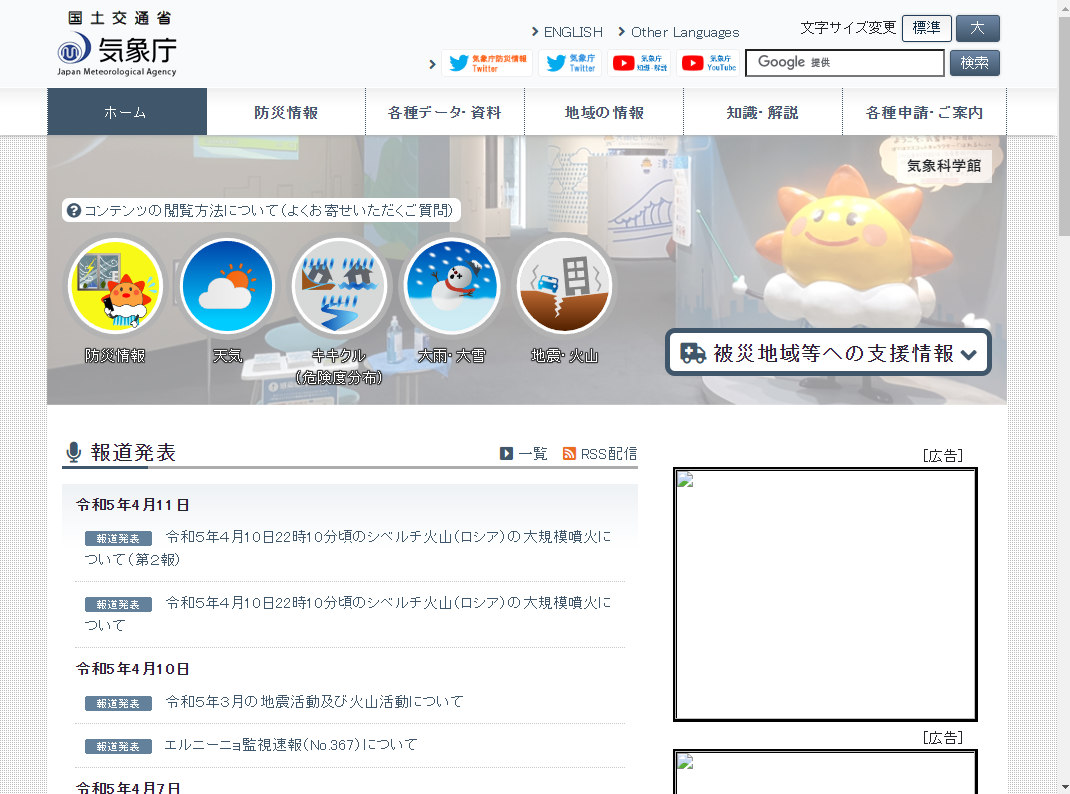 国土交通省
気象庁
Japan Meteorological Agency
ENGLISH
Other Languages
文字サイズ変更
標準
大
気象庁防災情報
Twitter
気象庁
Twitter
気象庁
知識・解説
気象庁
YouTube
Google 提供
検索
ホーム
防災情報
各種データ・資料
地域の情報
知識・解説
各種申請・ご案内
気象科学館
コンテンツの閲覧方法について(よくお寄せいただくご質問)
防災情報
天気
キキクル
(危険度分布)
大雨・大雪
地震・火山
被災地域等への支援情報
報道発表
一覧
RSS配信
令和5年4月11日
報道発表 令和5年4月10日22時10分頃のシベルチ火山(ロシア)の大規模噴火に
ついて(第2報)
報道発表 令和5年4月10日22時10分頃のシベルチ火山(ロシア)の大規模噴火に
ついて
令和5年4月10日
報道発表 令和5年3月の地震活動及び火山活動について
報道発表 エルニーニョ監視速報(No.367)について
令和5年4月7日
[広告]
[広告]